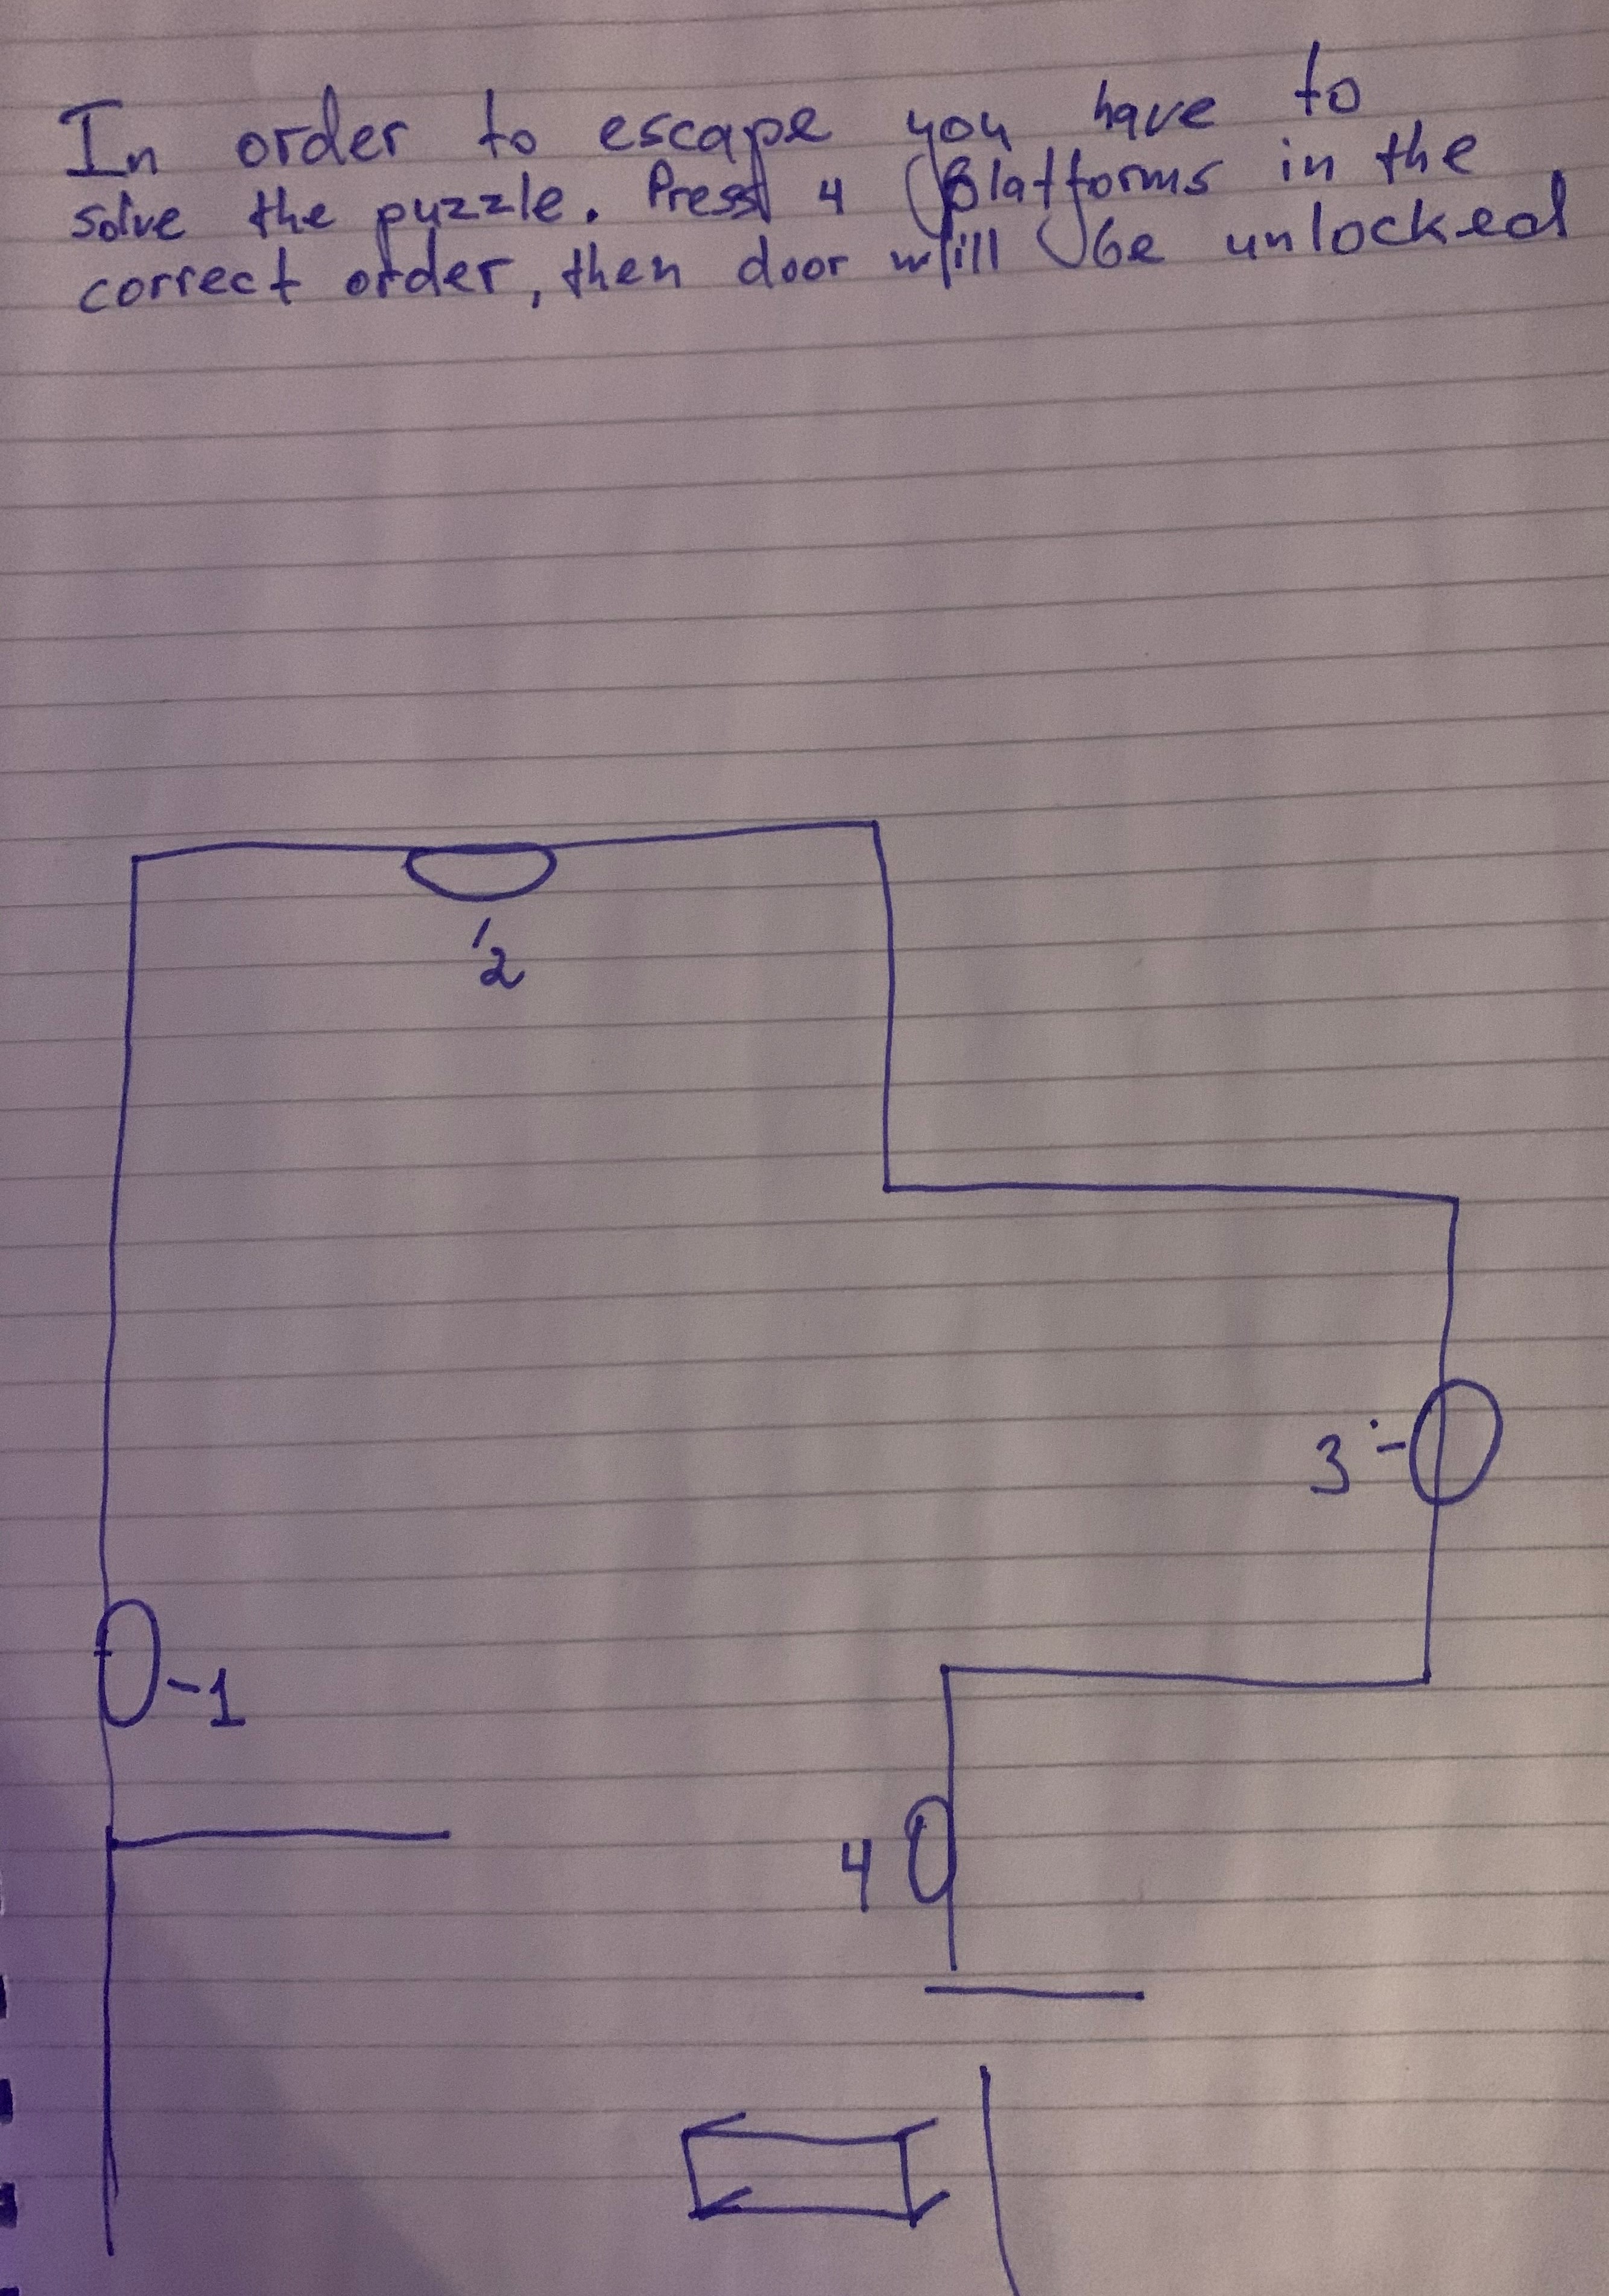 In order to escape you have to
solve the puzzle. Press 4 platforms in the
correct order, then door will be unlocked
2
3
1
4